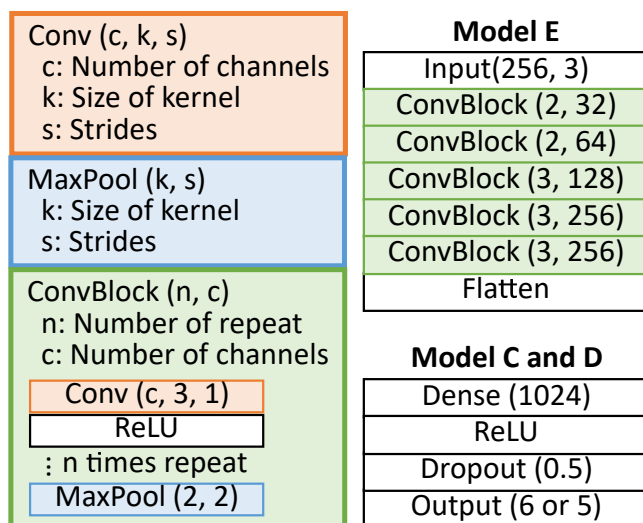 Conv (c, k, s)
c: Number of channels
k: Size of kernel
s: Strides
MaxPool (k, s)
k: Size of kernel
s: Strides
ConvBlock (n, c)
n: Number of repeat
c: Number of channels
Conv (c, 3, 1)
ReLU
⋮ n times repeat
MaxPool (2, 2)
Model E
Input(256, 3)
ConvBlock (2, 32)
ConvBlock (2, 64)
ConvBlock (3, 128)
ConvBlock (3, 256)
ConvBlock (3, 256)
Flatten
Model C and D
Dense (1024)
ReLU
Dropout (0.5)
Output (6 or 5)